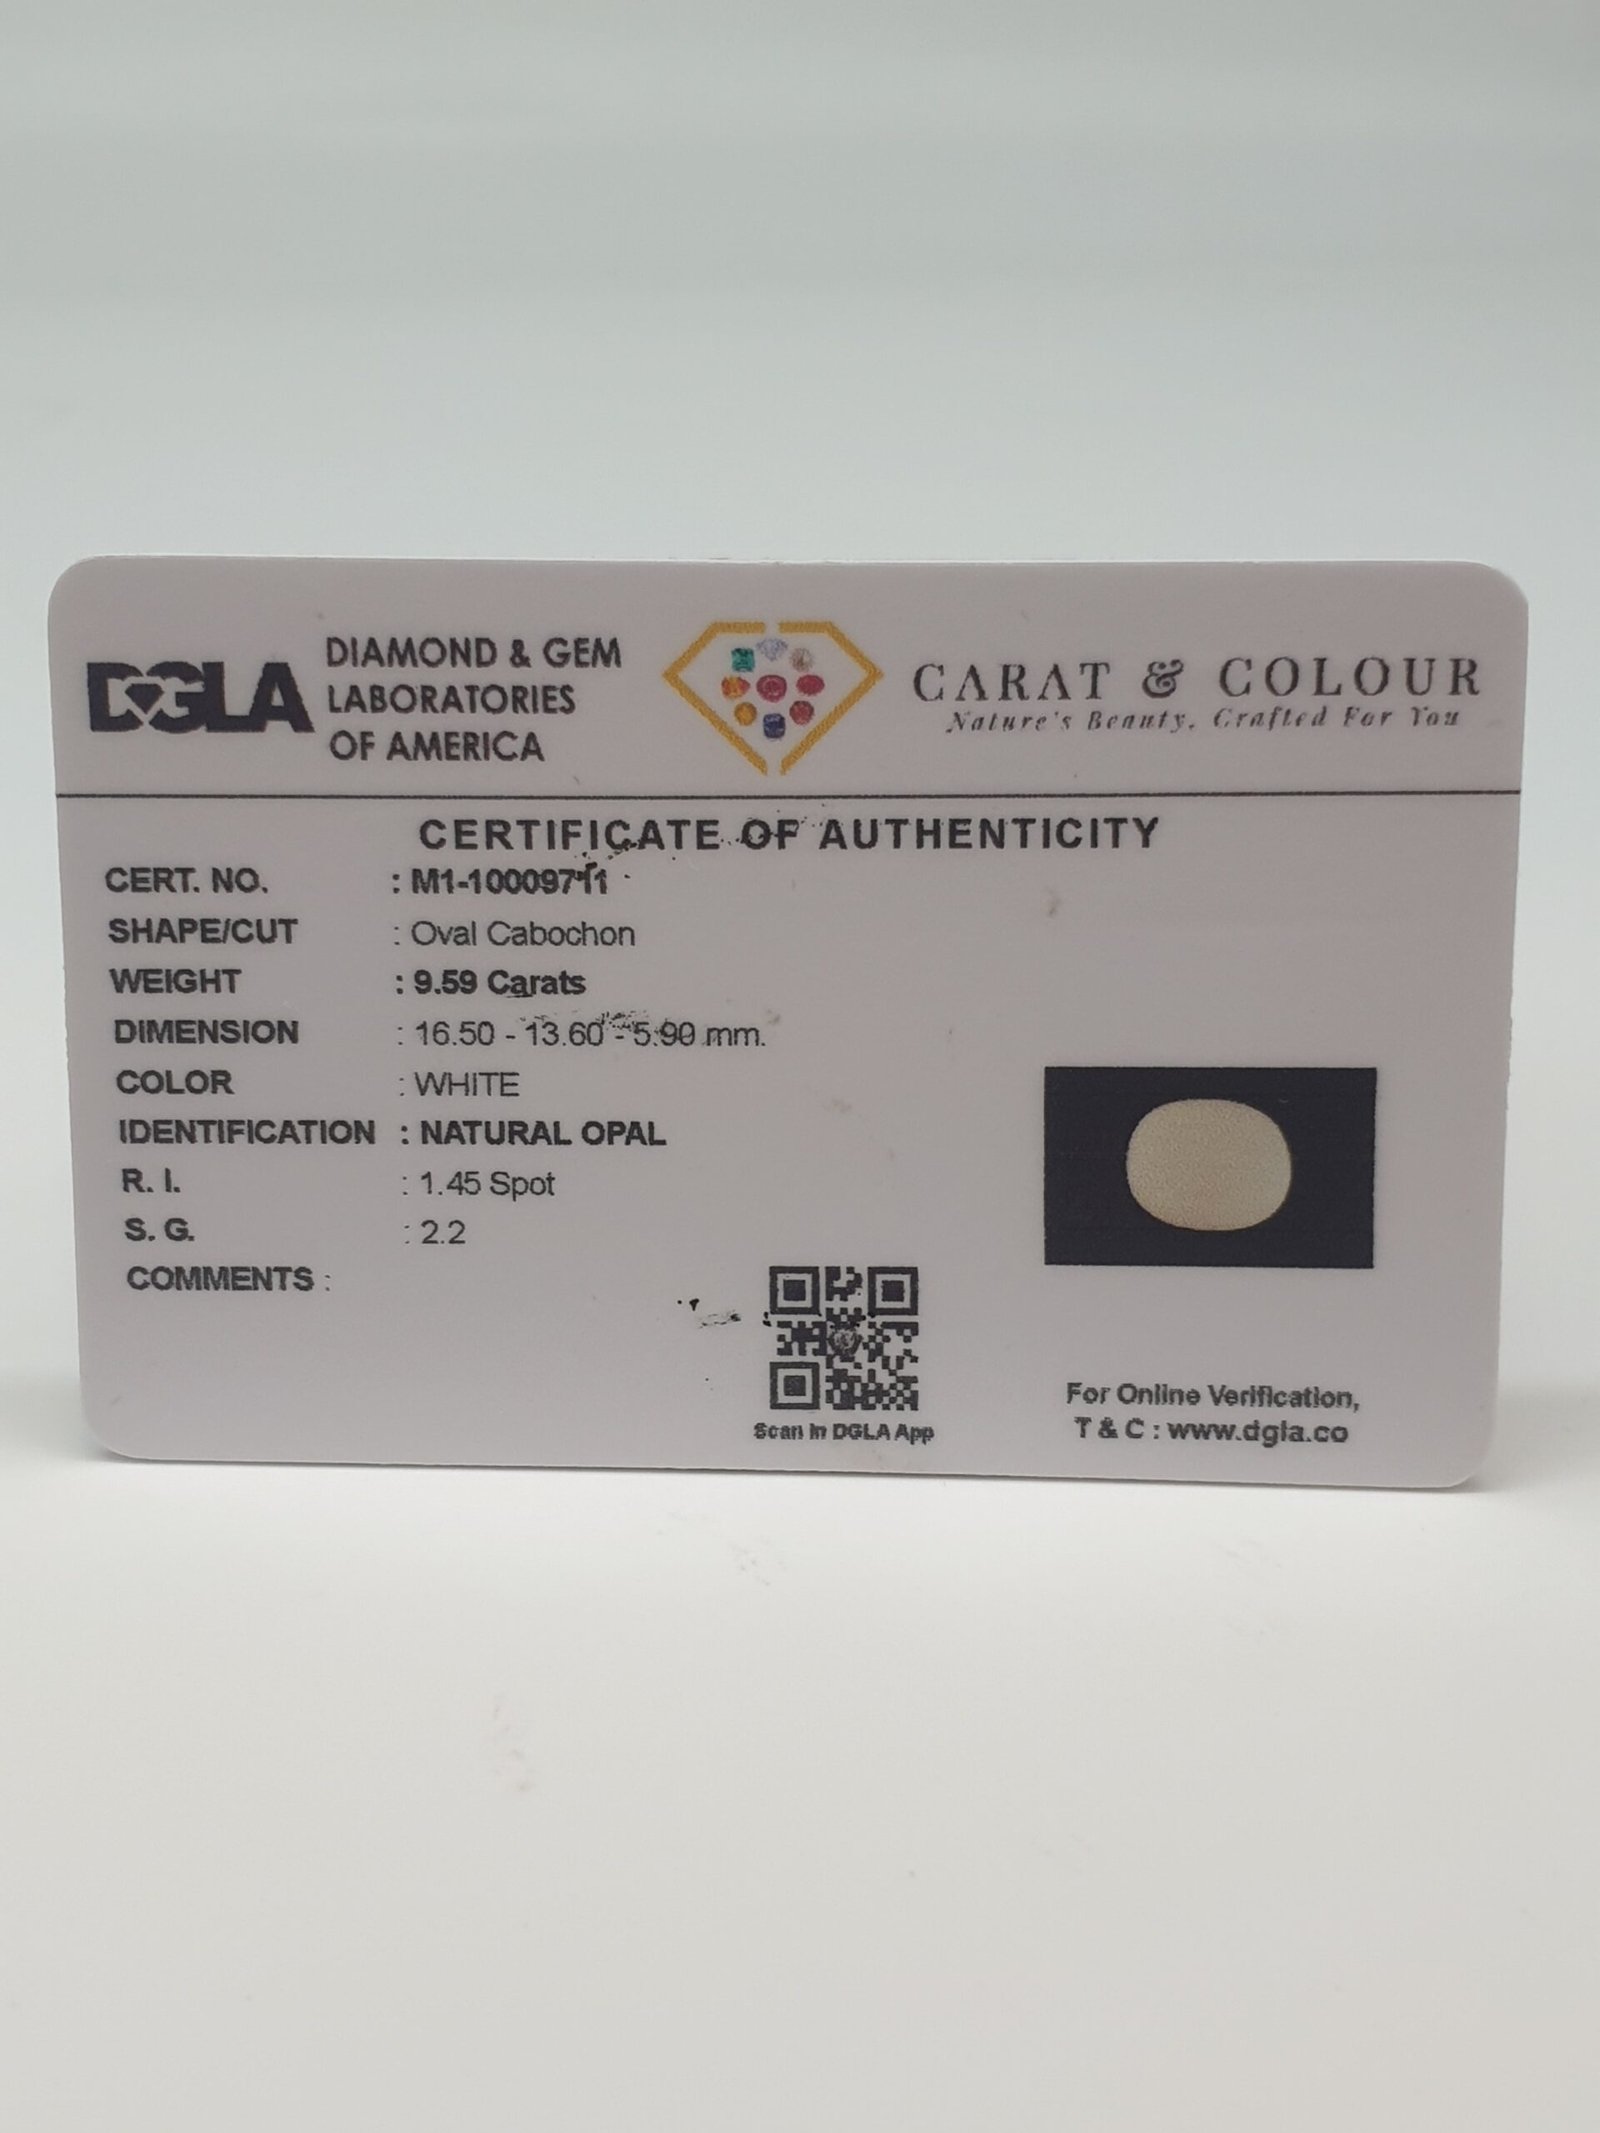 DGLA
DIAMOND & GEM
LABORATORIES
OF AMERICA
CARAT & COLOUR
Nature's Beauty, Crafted For You
CERTIFICATE OF AUTHENTICITY
CERT. NO. : M1-10009711
SHAPE/CUT : Oval Cabochon
WEIGHT : 9.59 Carats
DIMENSION : 16.50 - 13.60 - 5.90 mm.
COLOR : WHITE
IDENTIFICATION : NATURAL OPAL
R. I. : 1.45 Spot
S. G. : 2.2
COMMENTS :
Scan In DGLA App
For Online Verification,
T & C : www.dgla.co